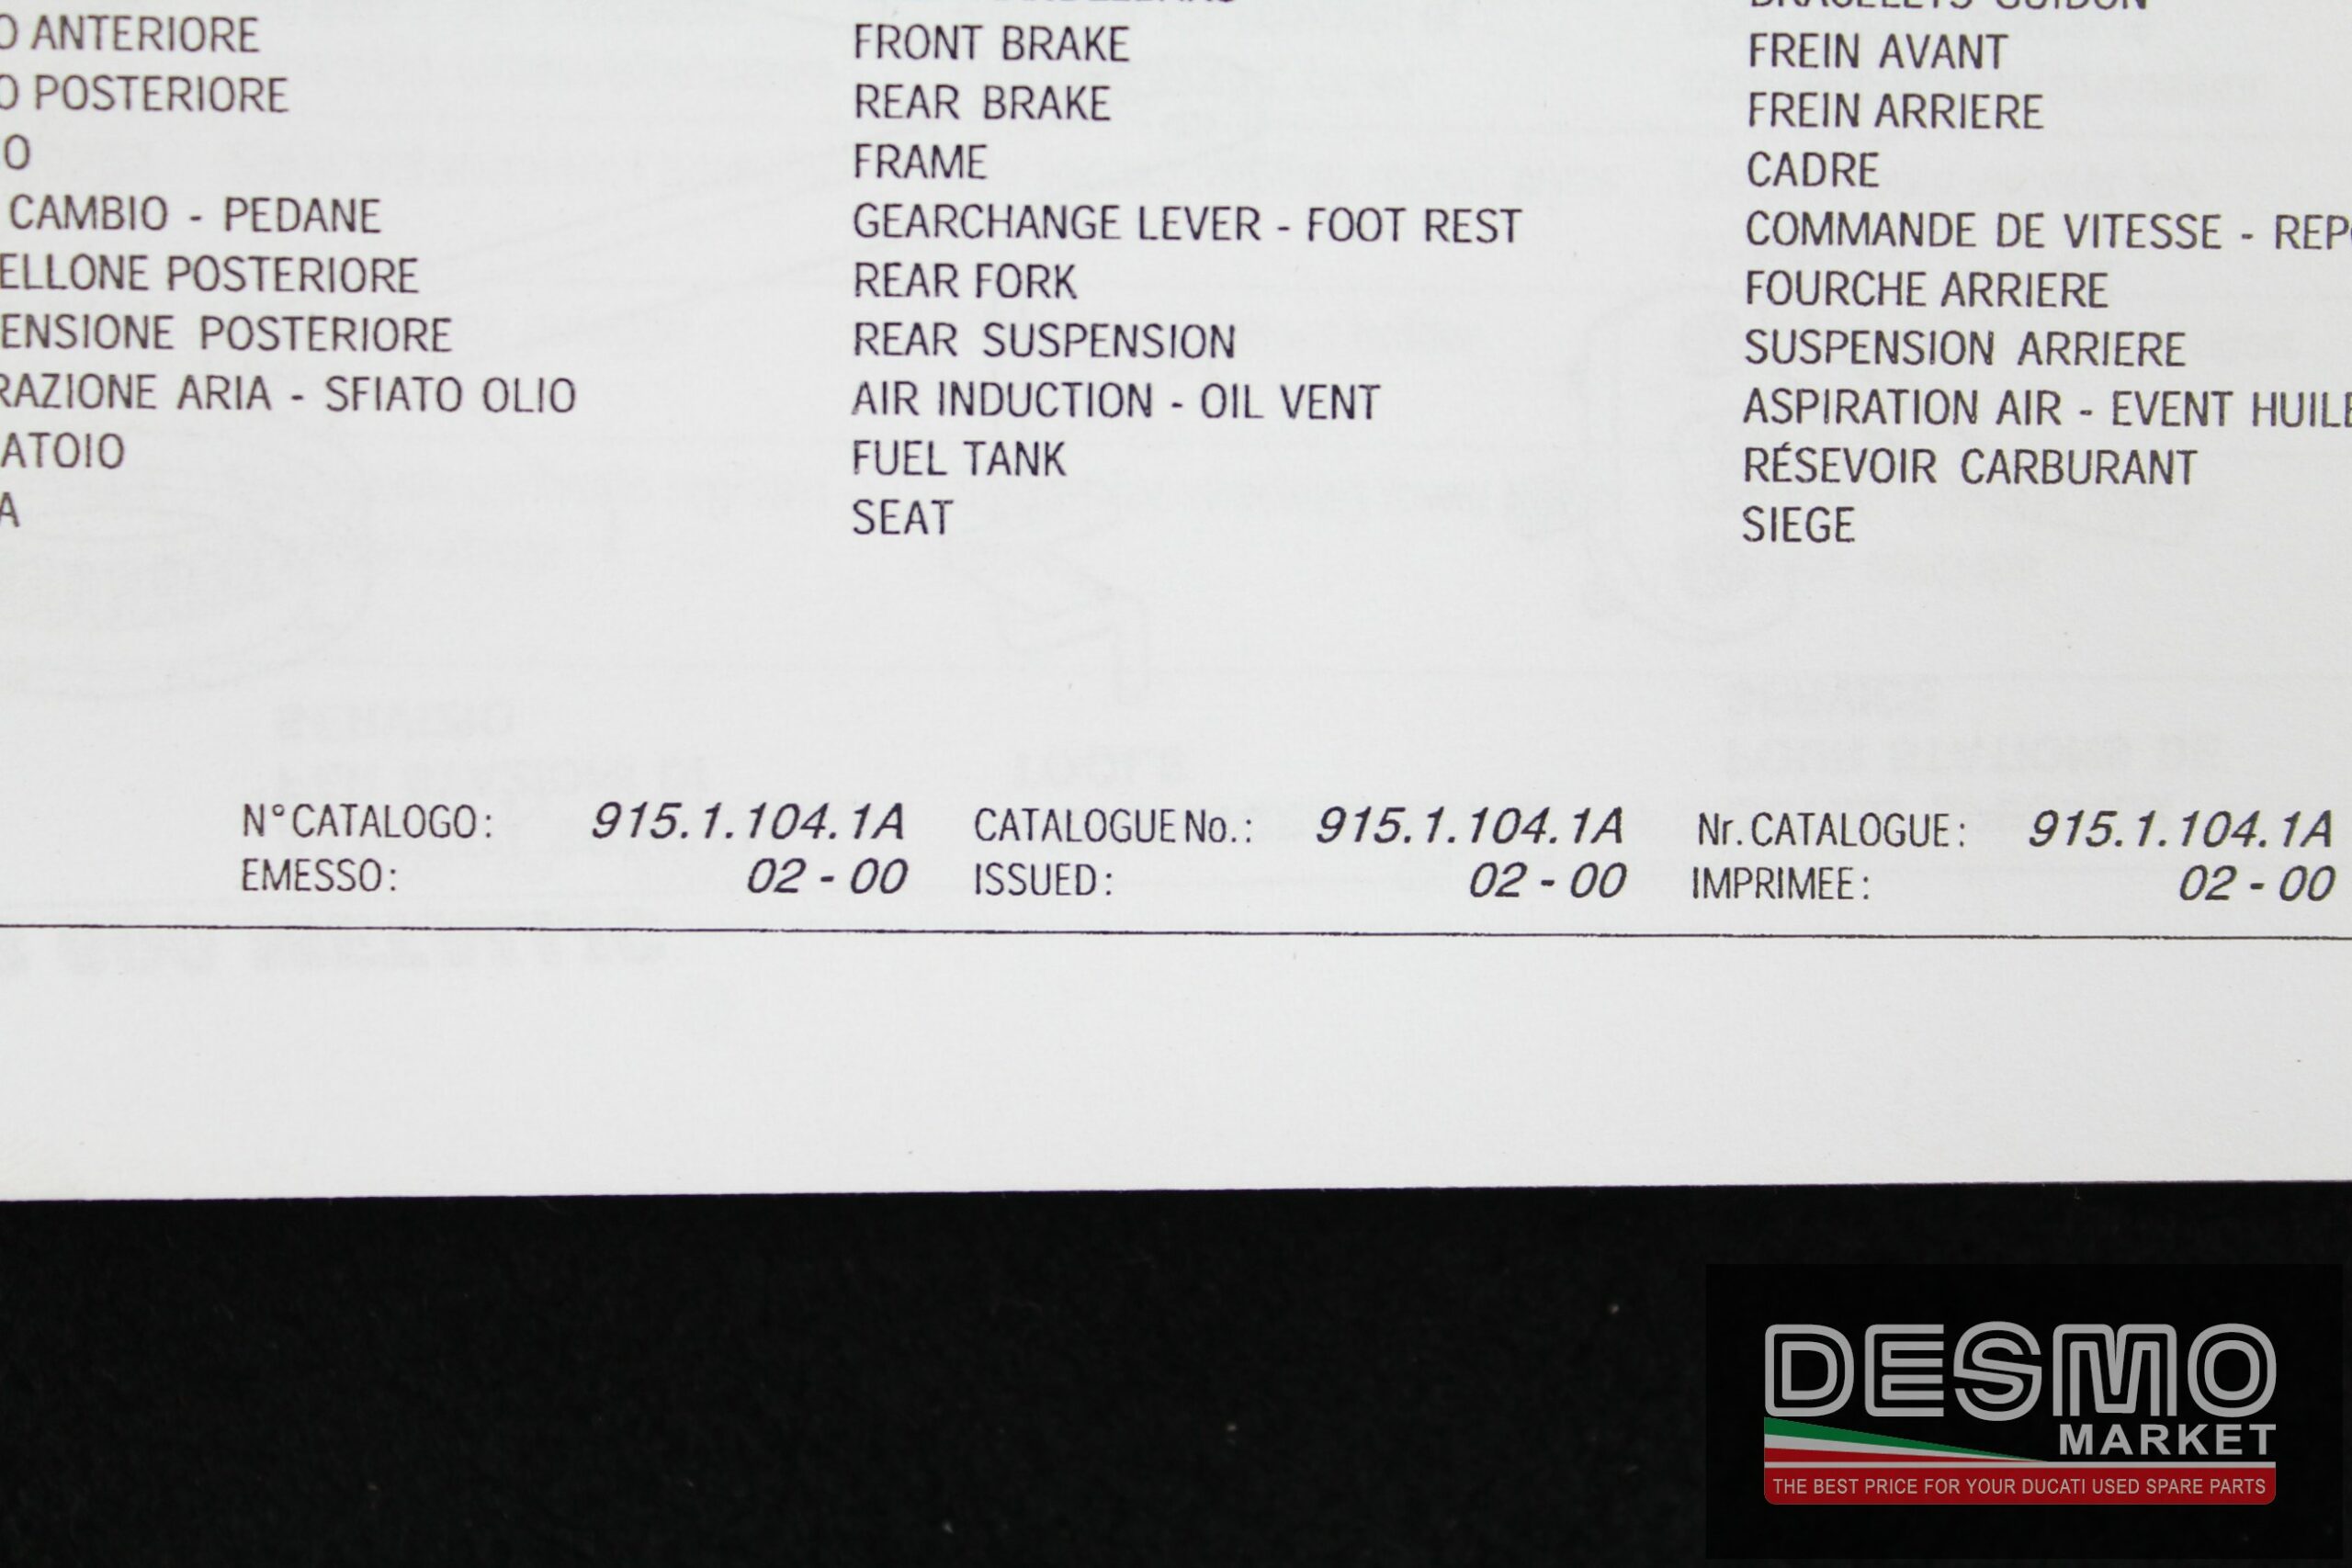 O ANTERIORE
O POSTERIORE
O
CAMBIO - PEDANE
ELLONE POSTERIORE
ENSIONE POSTERIORE
RAZIONE ARIA - SFIATO OLIO
ATOIO
A
FRONT BRAKE
REAR BRAKE
FRAME
GEARCHANGE LEVER - FOOT REST
REAR FORK
REAR SUSPENSION
AIR INDUCTION - OIL VENT
FUEL TANK
SEAT
BRACELETS GUIDON
FREIN AVANT
FREIN ARRIERE
CADRE
COMMANDE DE VITESSE - REP
FOURCHE ARRIERE
SUSPENSION ARRIERE
ASPIRATION AIR - EVENT HUILE
RÉSEVOIR CARBURANT
SIEGE
N° CATALOGO: 915.1.104.1A
EMESSO: 02 - 00
CATALOGUE No.: 915.1.104.1A
ISSUED: 02 - 00
Nr. CATALOGUE: 915.1.104.1A
IMPRIMEE: 02 - 00
DESMO
MARKET
THE BEST PRICE FOR YOUR DUCATI USED SPARE PARTS